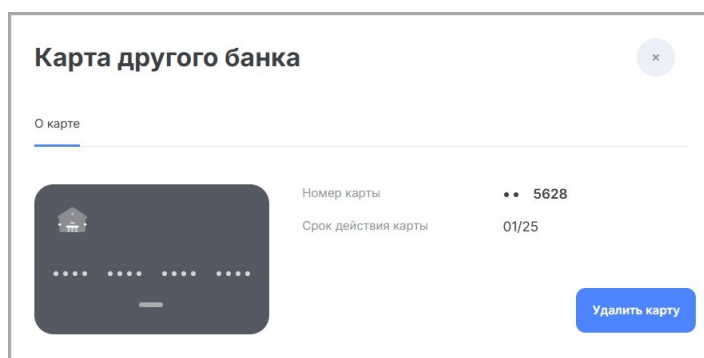 Карта другого банка
×
О карте
Номер карты •• 5628
Срок действия карты 01/25
•••• •••• •••• ••••
Удалить карту